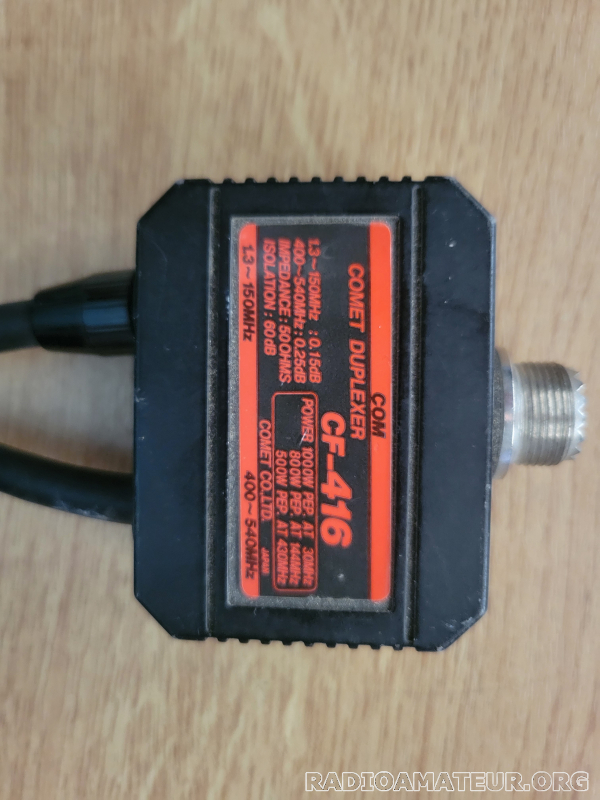 COM
COMET DUPLEXER
CF-416
1.3~150MHz : 0.15dB
400~540MHz : 0.25dB
IMPEDANCE : 50 OHMS
ISOLATION : 60dB
POWER 1000W PEP. AT 30MHz
800W PEP. AT 144MHz
500W PEP. AT 430MHz
COMET CO.,LTD. JAPAN
1.3~150MHz
400~540MHz
RADIOAMATEUR.ORG